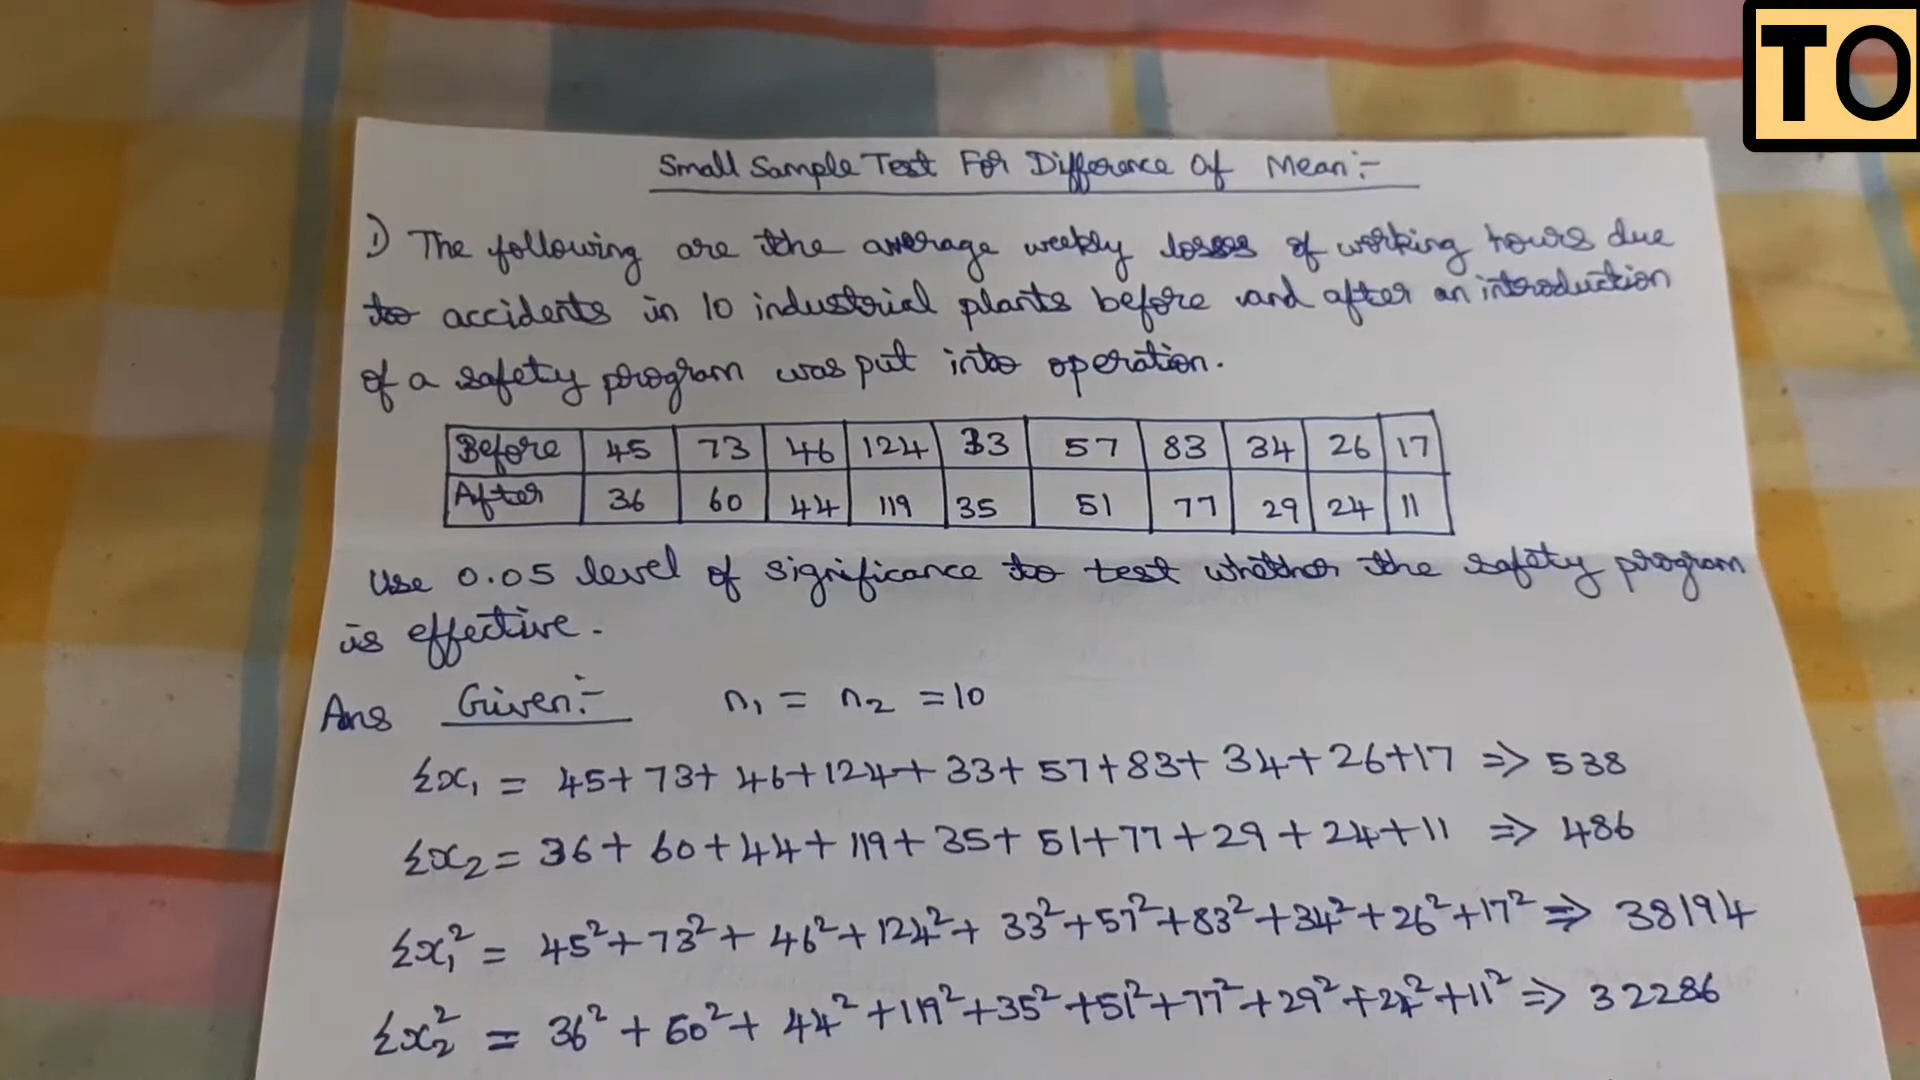 TO
Small Sample Test For Difference Of Mean:-
1) The following are the average weekly losses of working hours due
to accidents in 10 industrial plants before and after an introduction
of a safety program was put into operation.
Before 45 73 46 124 33 57 83 34 26 17
After 36 60 44 119 35 51 77 29 24 11
Use 0.05 level of significance to test whether the safety program
is effective.
Ans Given:- n₁ = n₂ = 10
Σx₁ = 45+73+46+124+33+57+83+34+26+17 => 538
Σx₂ = 36+60+44+119+35+51+77+29+24+11 => 486
Σx₁² = 45²+73²+46²+124²+33²+57²+83²+34²+26²+17² => 38194
Σx₂² = 36²+60²+44²+119²+35²+51²+77²+29²+24²+11² => 32286